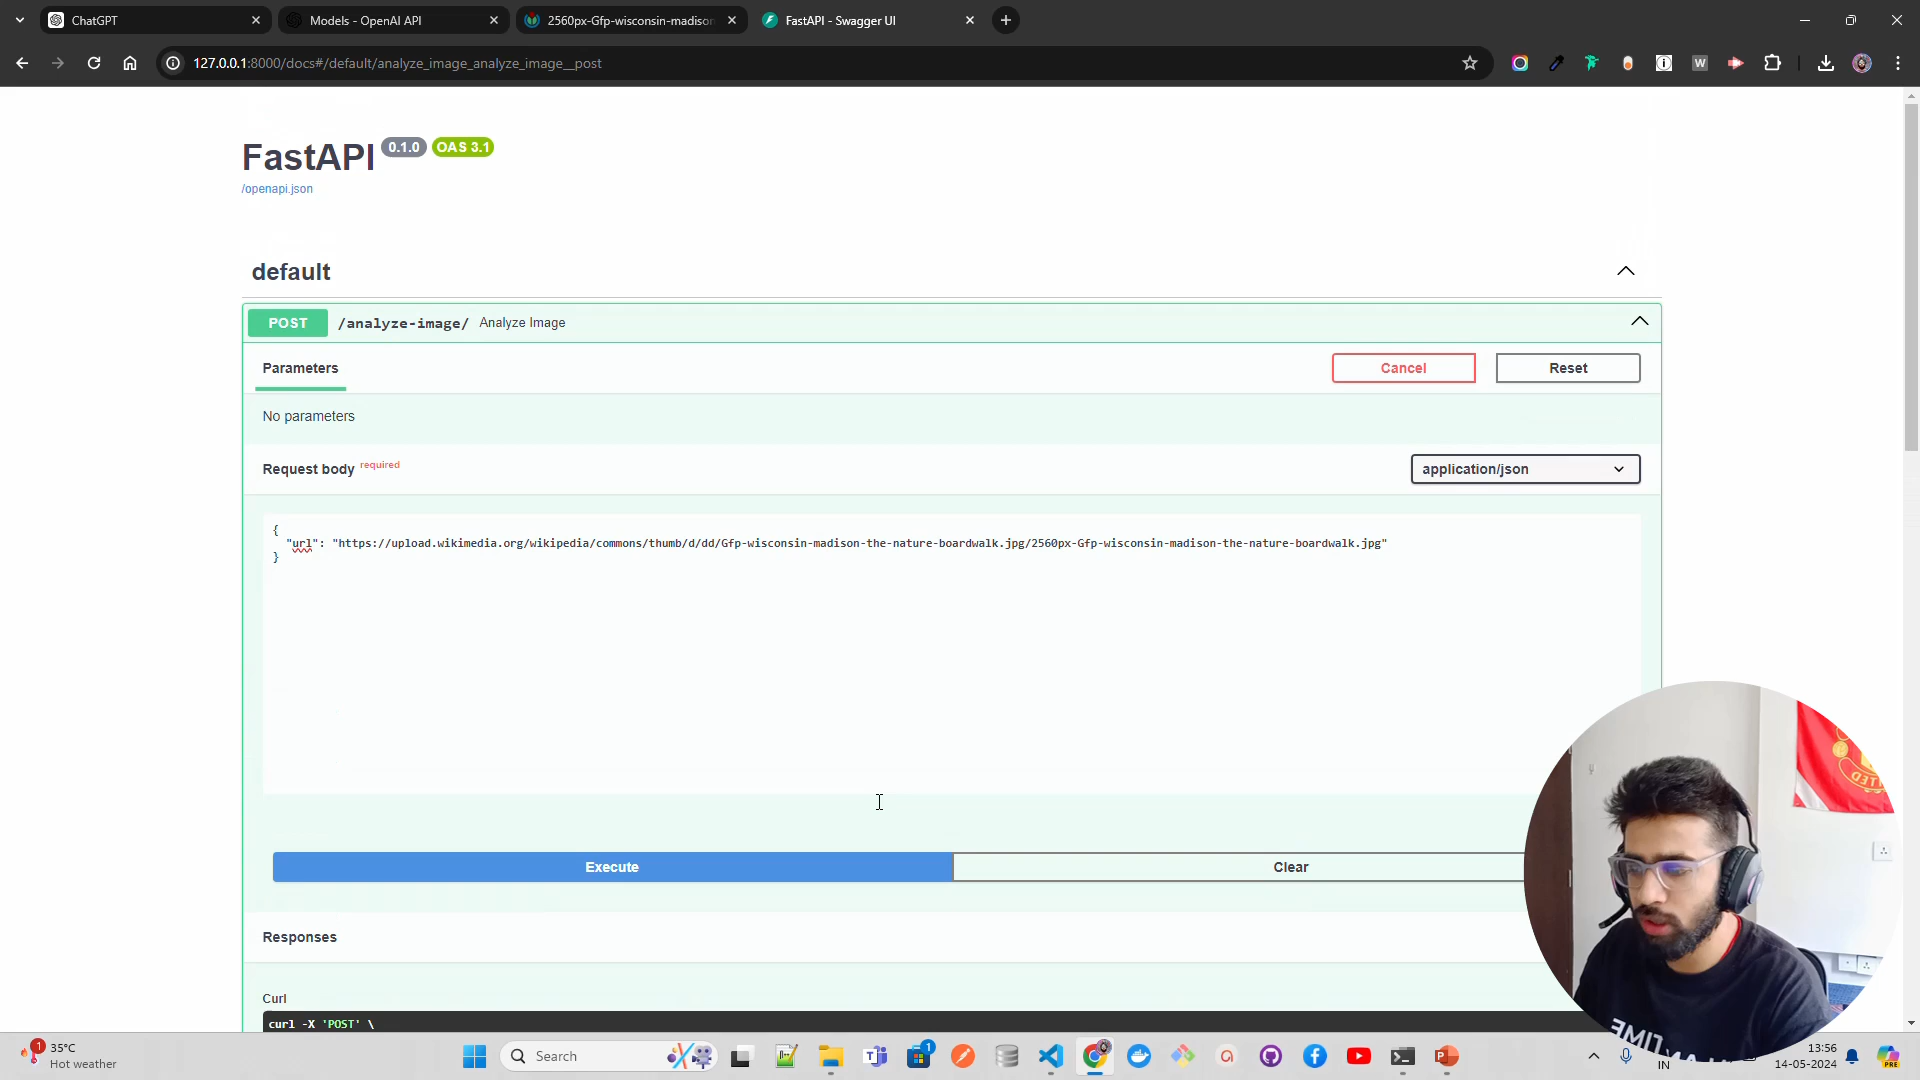 ChatGPT
Models - OpenAI API
2560px-Gfp-wisconsin-madison
FastAPI - Swagger UI
127.0.0.1:8000/docs#/default/analyze_image_analyze_image__post
FastAPI 0.1.0 OAS 3.1
/openapi.json
default
POST /analyze-image/ Analyze Image
Parameters
Cancel
Reset
No parameters
Request body required
application/json
{
"url": "https://upload.wikimedia.org/wikipedia/commons/thumb/d/dd/Gfp-wisconsin-madison-the-nature-boardwalk.jpg/2560px-Gfp-wisconsin-madison-the-nature-boardwalk.jpg"
}
Execute
Clear
Responses
Curl
curl -X 'POST' \
1
35°C
Hot weather
Search
1
IN
13:56
14-05-2024
PRE